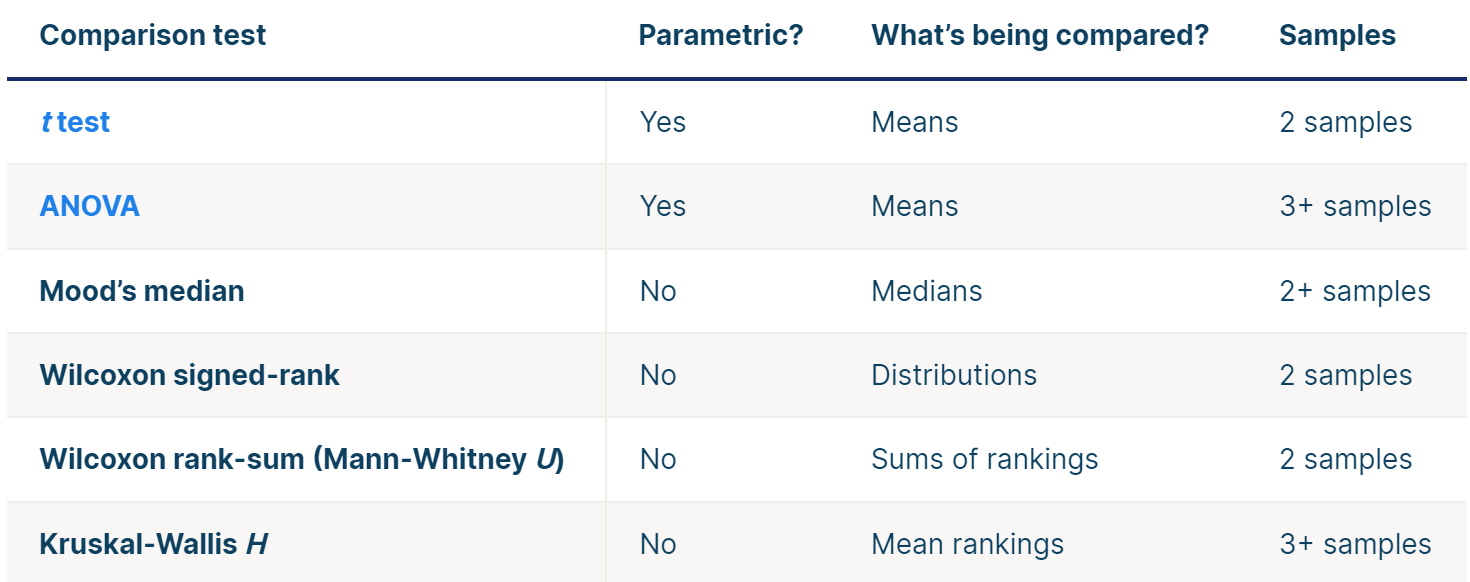 Comparison test Parametric? What’s being compared? Samples
t test Yes Means 2 samples
ANOVA Yes Means 3+ samples
Mood’s median No Medians 2+ samples
Wilcoxon signed-rank No Distributions 2 samples
Wilcoxon rank-sum (Mann-Whitney U) No Sums of rankings 2 samples
Kruskal-Wallis H No Mean rankings 3+ samples